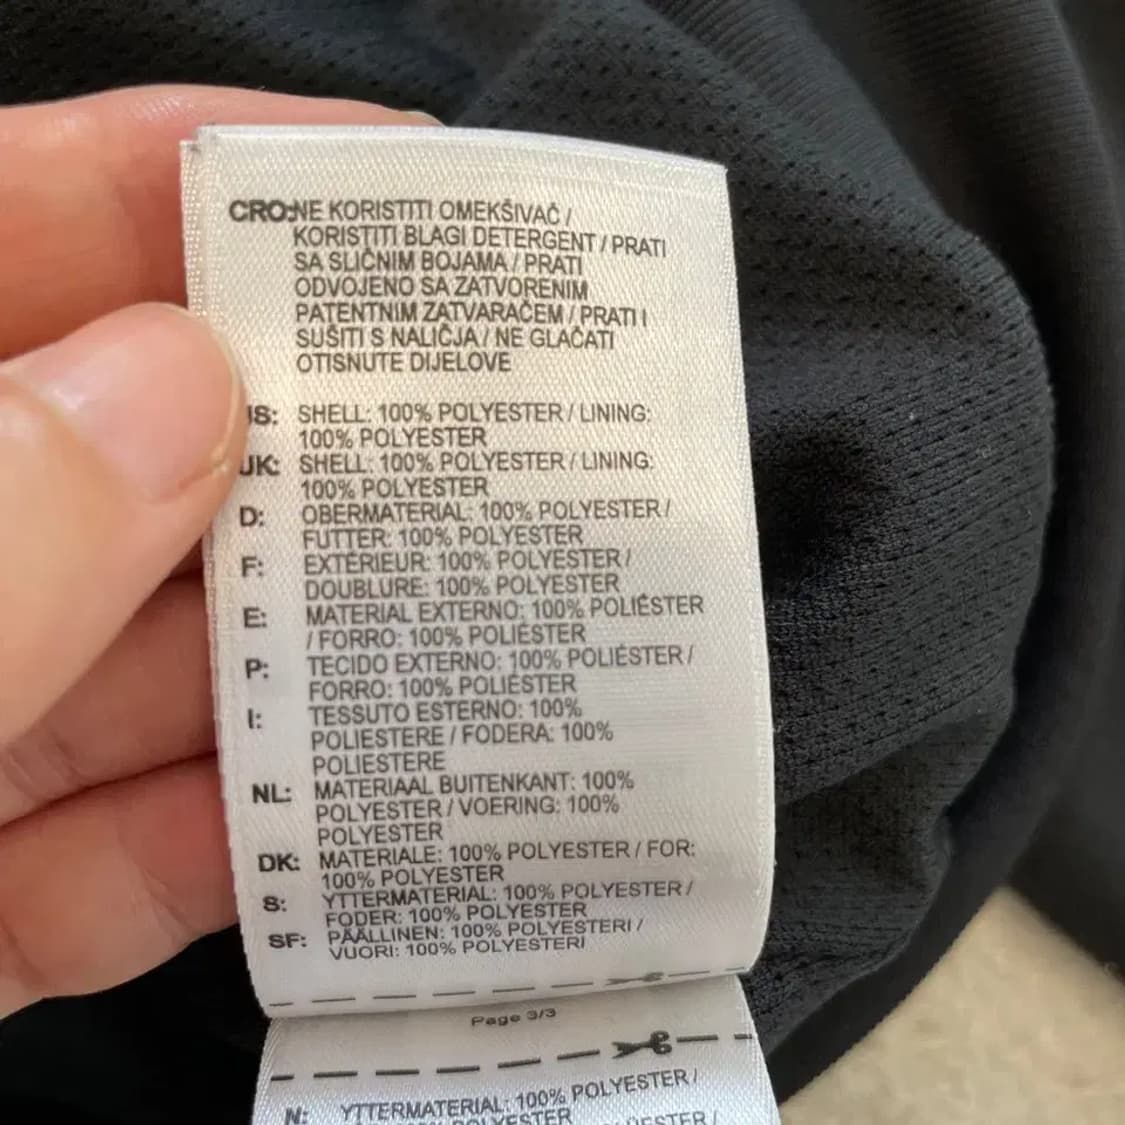 CRO:NE KORISTITI OMEKŠIVAČ /
KORISTITI BLAGI DETERGENT / PRATI
SA SLIČNIM BOJAMA / PRATI
ODVOJENO SA ZATVORENIM
PATENTNIM ZATVARAČEM / PRATI I
SUŠITI S NALIČJA / NE GLAČATI
OTISNUTE DIJELOVE
US: SHELL: 100% POLYESTER / LINING:
100% POLYESTER
UK: SHELL: 100% POLYESTER / LINING:
100% POLYESTER
D: OBERMATERIAL: 100% POLYESTER /
FUTTER: 100% POLYESTER
F: EXTÉRIEUR: 100% POLYESTER /
DOUBLURE: 100% POLYESTER
E: MATERIAL EXTERNO: 100% POLIÉSTER
/ FORRO: 100% POLIÉSTER
P: TECIDO EXTERNO: 100% POLIÉSTER /
FORRO: 100% POLIÉSTER
I: TESSUTO ESTERNO: 100%
POLIESTERE / FODERA: 100%
POLIESTERE
NL: MATERIAAL BUITENKANT: 100%
POLYESTER / VOERING: 100%
POLYESTER
DK: MATERIALE: 100% POLYESTER / FOR:
100% POLYESTER
S: YTTERMATERIAL: 100% POLYESTER /
FODER: 100% POLYESTER
SF: PÄÄLLINEN: 100% POLYESTERI /
VUORI: 100% POLYESTERI
Page 3/3
N: YTTERMATERIAL: 100% POLYESTER /
POLYESTER